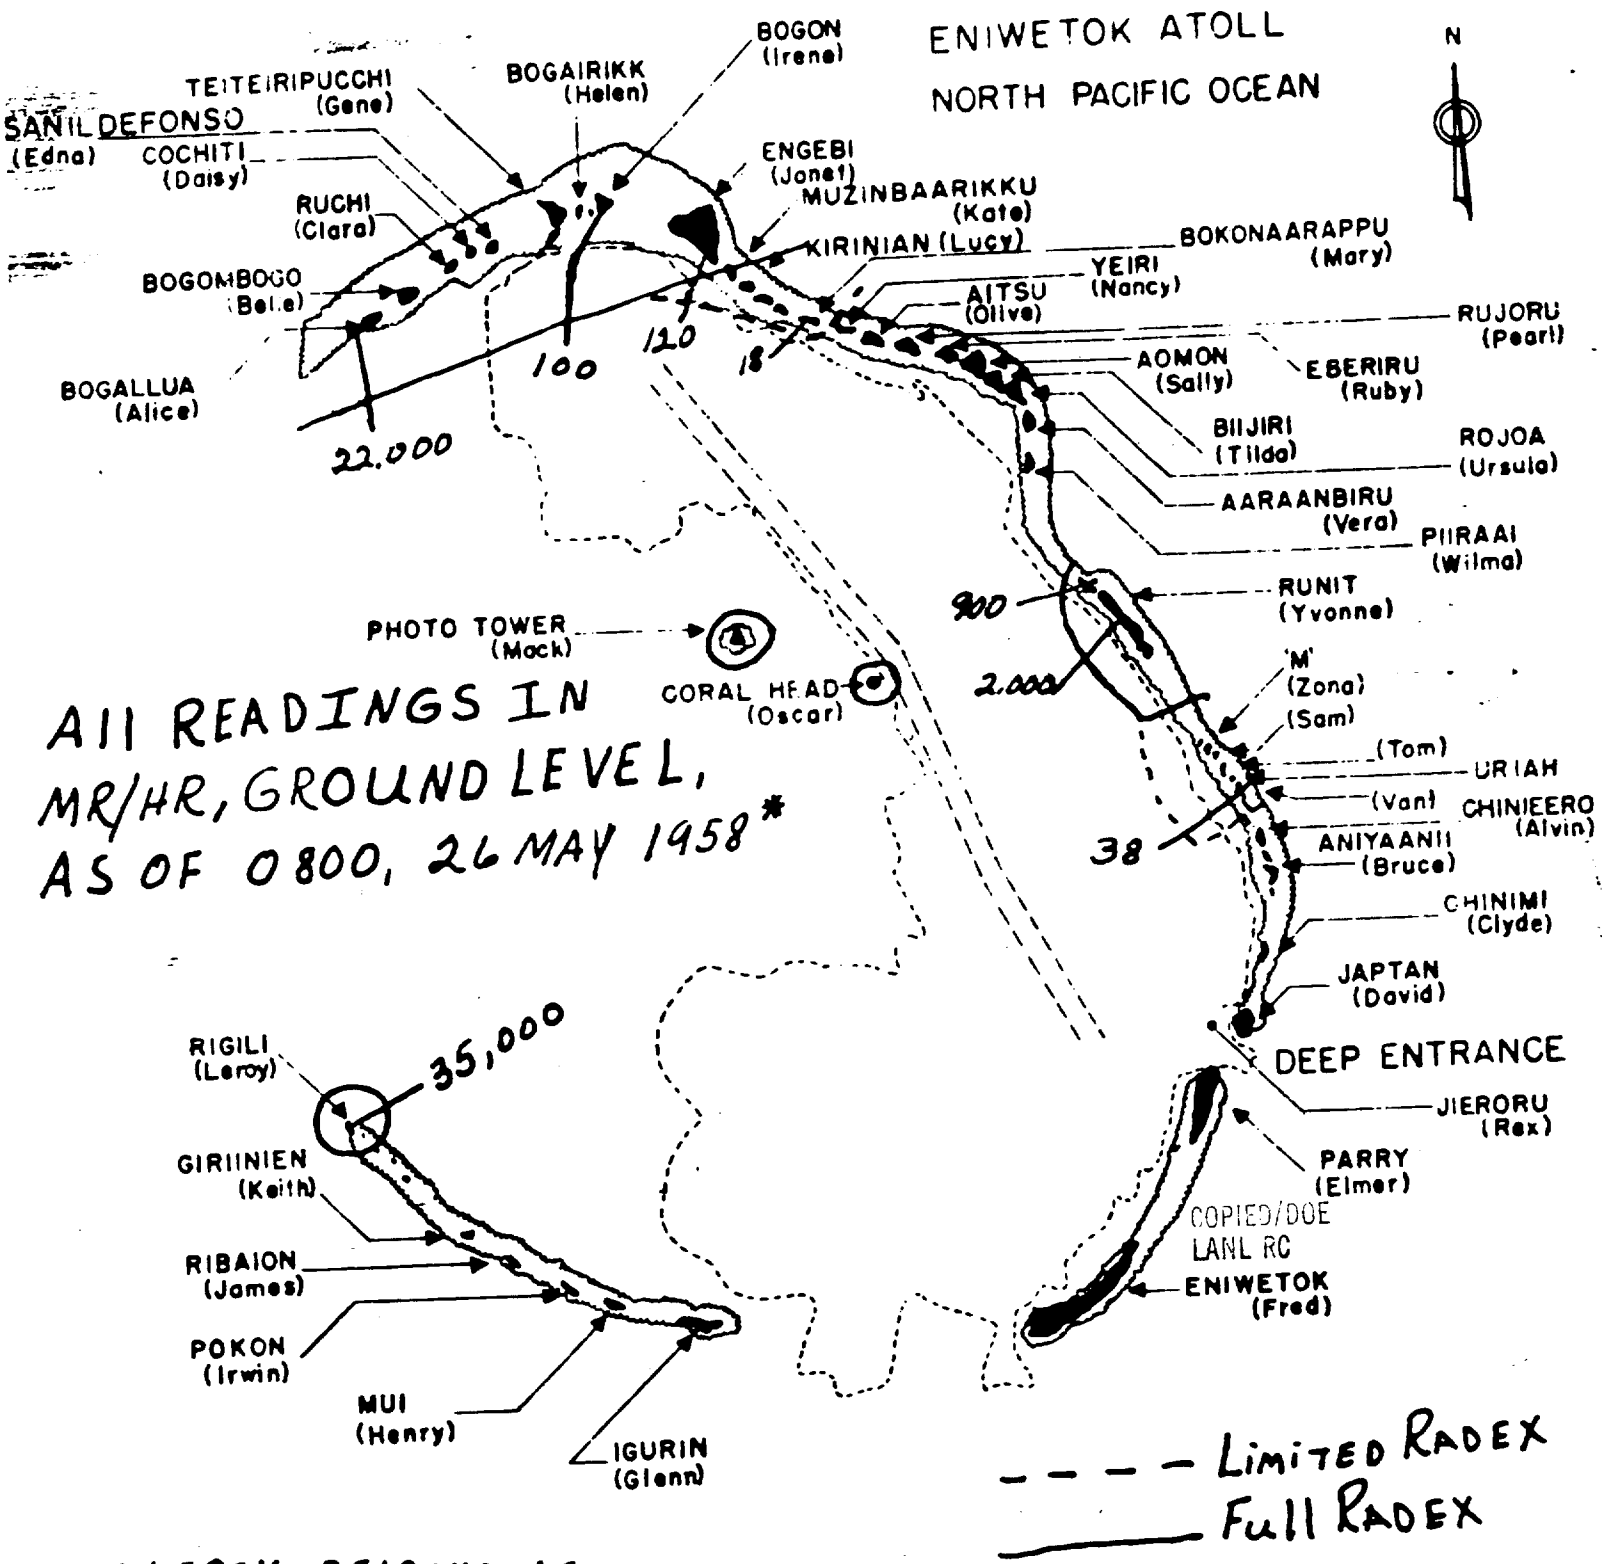 ENIWETOK ATOLL
NORTH PACIFIC OCEAN
N
BOGON
(Irene)
BOGAIRIKK
(Helen)
TEITEIRIPUCCHI
(Gene)
SANILDEFONSO
(Edna)
COCHITI
(Daisy)
RUCHI
(Clara)
BOGOMBOGO
(Belle)
BOGALLUA
(Alice)
ENGEBI
(Janet)
MUZINBAARIKKU
(Kate)
KIRINIAN (Lucy)
BOKONAARAPPU
(Mary)
YEIRI
(Nancy)
AITSU
(Olive)
RUJORU
(Pearl)
EBERIRU
(Ruby)
AOMON
(Sally)
BIIJIRI
(Tilda)
ROJOA
(Ursula)
AARAANBIRU
(Vera)
PIIRAAI
(Wilma)
RUNIT
(Yvonne)
'M'
(Zona)
(Sam)
(Tom)
URIAH
(Van)
CHINIEERO
(Alvin)
ANIYAANII
(Bruce)
CHINIMI
(Clyde)
JAPTAN
(David)
DEEP ENTRANCE
JIERORU
(Rex)
PARRY
(Elmer)
COPIED/DOE
LANL RC
ENIWETOK
(Fred)
22.000
100
120
18
900
2.000
38
PHOTO TOWER
(Mack)
CORAL HEAD
(Oscar)
All READINGS IN
MR/HR, GROUND LEVEL,
AS OF 0800, 26 MAY 1958*
35,000
RIGILI
(Leroy)
GIRIINIEN
(Keith)
RIBAION
(James)
POKON
(Irwin)
MUI
(Henry)
IGURIN
(Glenn)
LIMITED RADEX
Full RADEX